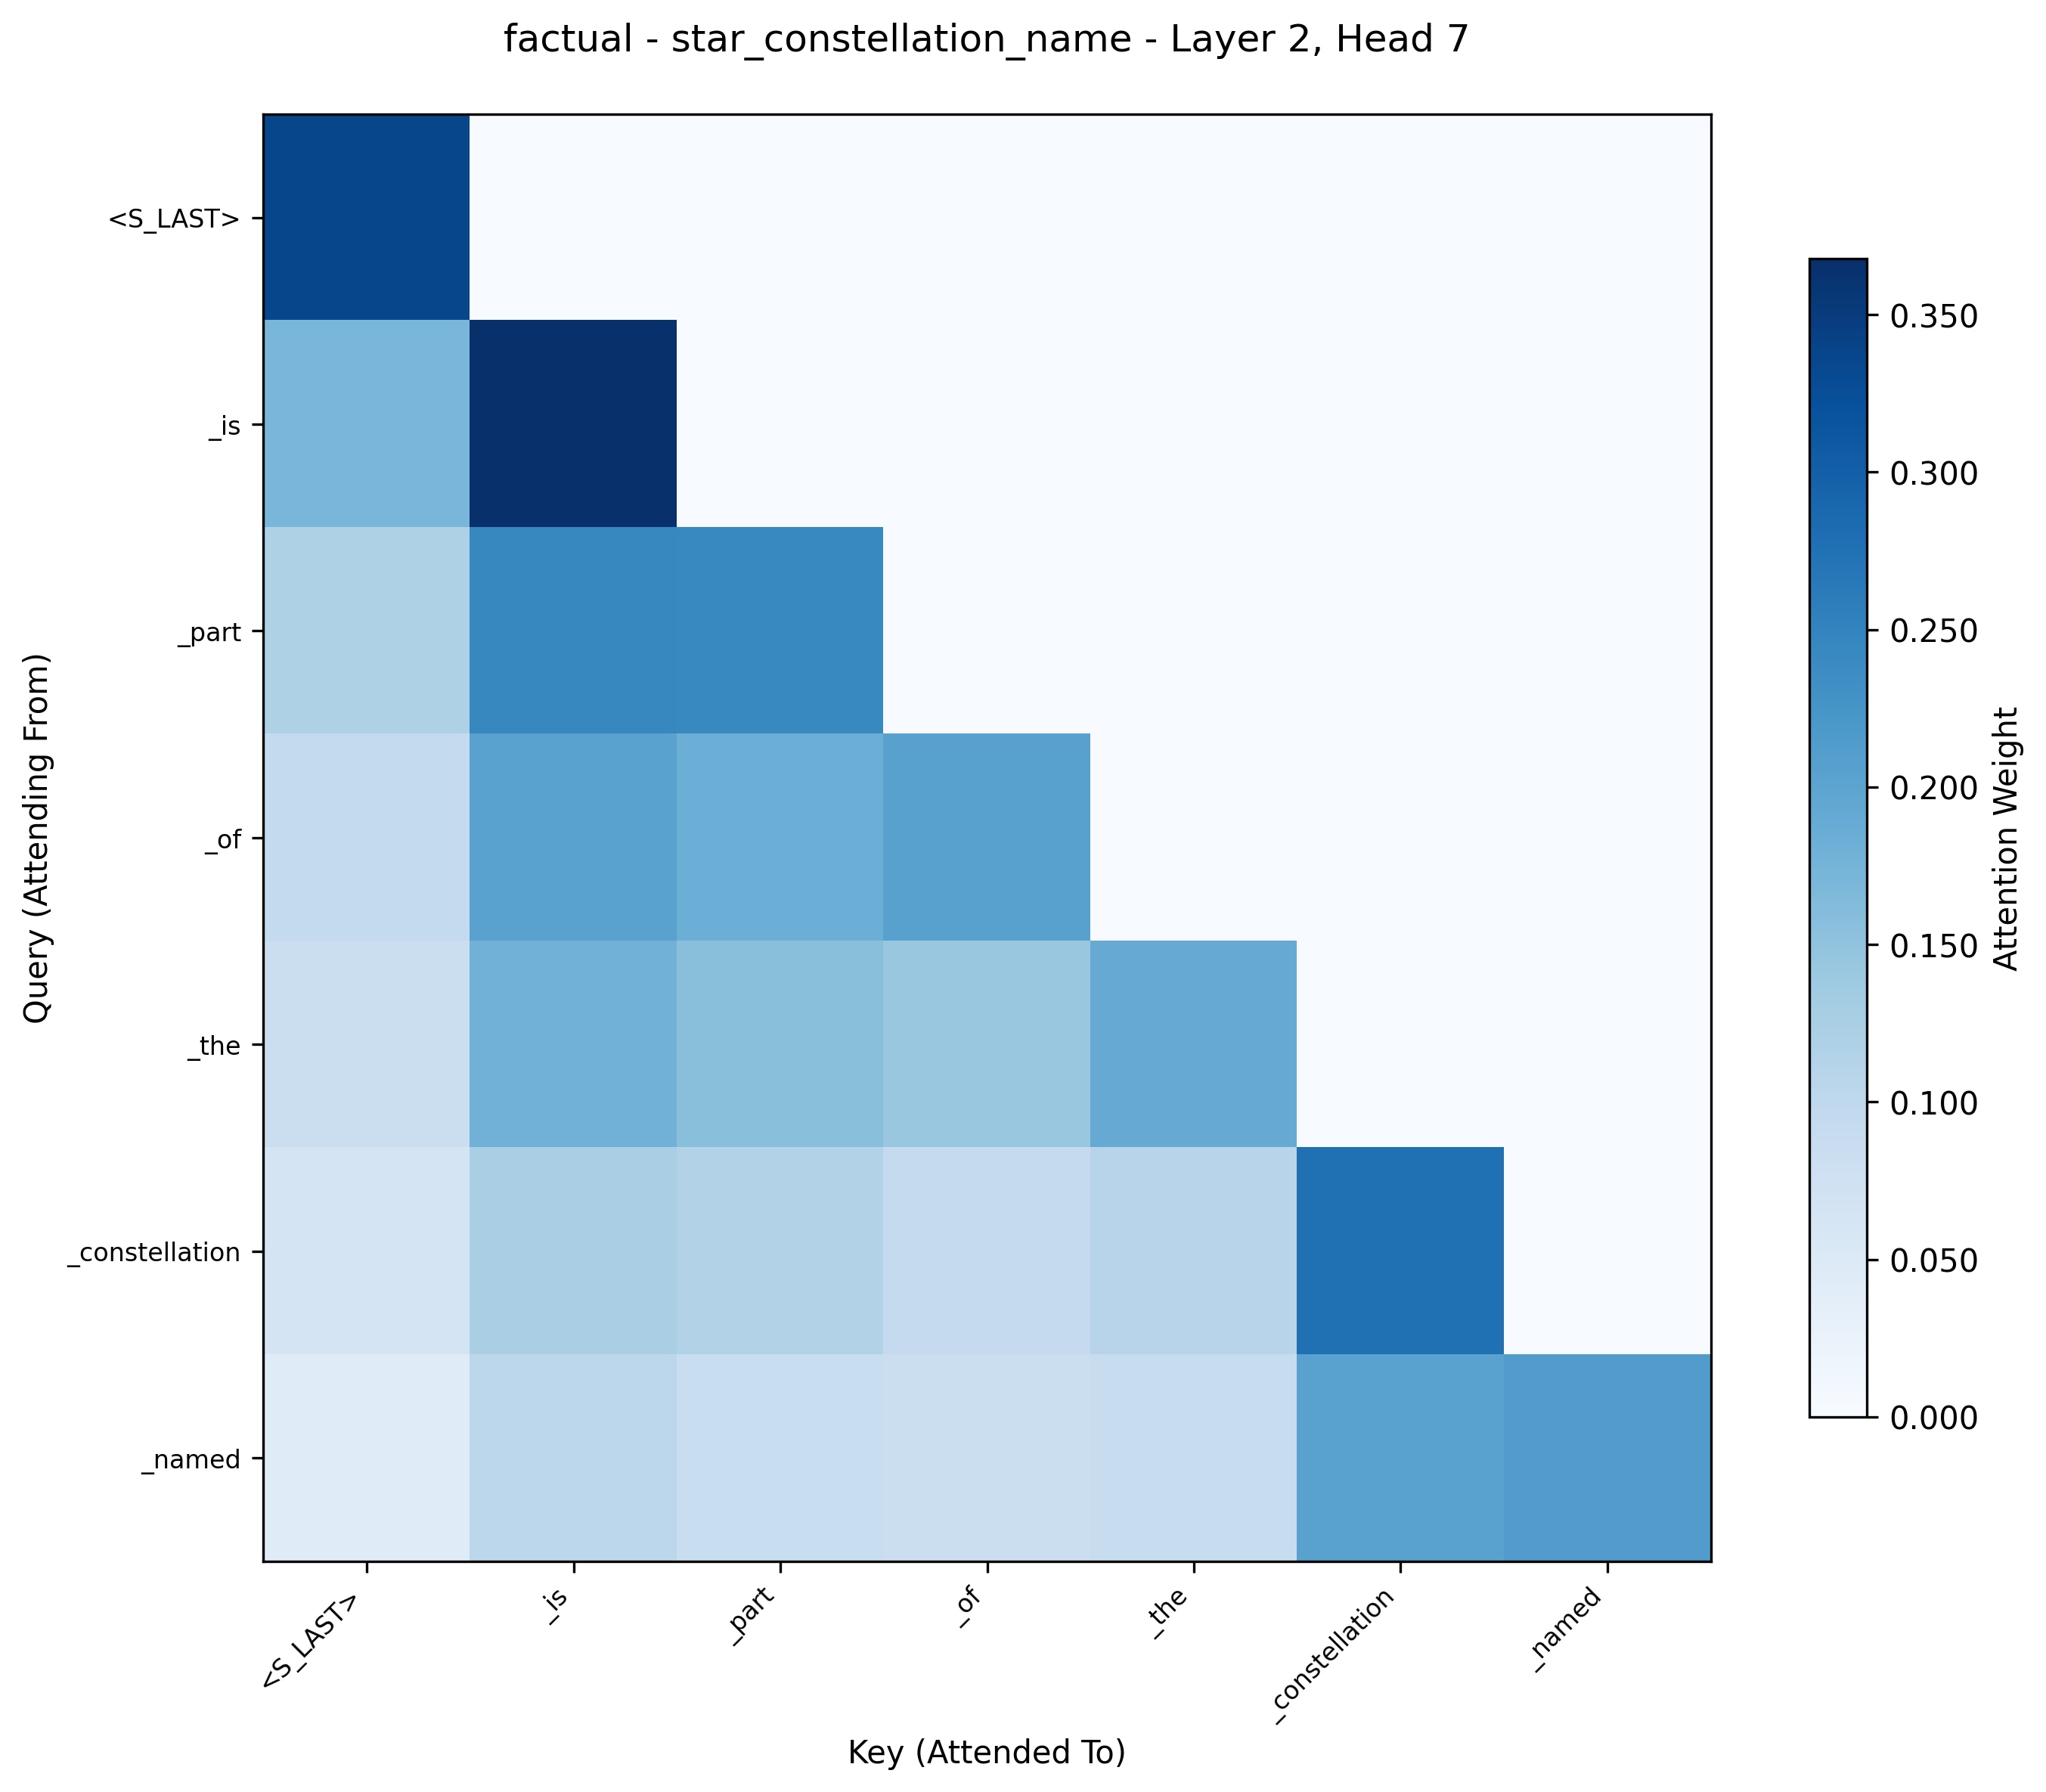 factual - star_constellation_name - Layer 2, Head 7
Query (Attending From)
<S_LAST>
_is
_part
_of
_the
_constellation
_named
<S_LAST>
_is
_part
_of
_the
_constellation
_named
Key (Attended To)
0.350
0.300
0.250
0.200
0.150
0.100
0.050
0.000
Attention Weight